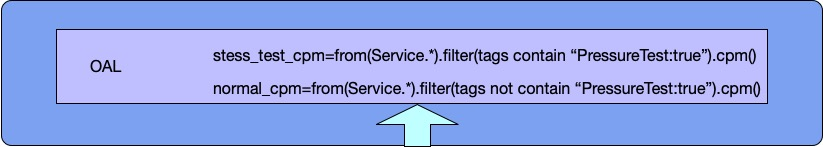 OAL
stess_test_cpm=from(Service.*).filter(tags contain “PressureTest:true”).cpm()
normal_cpm=from(Service.*).filter(tags not contain “PressureTest:true”).cpm()